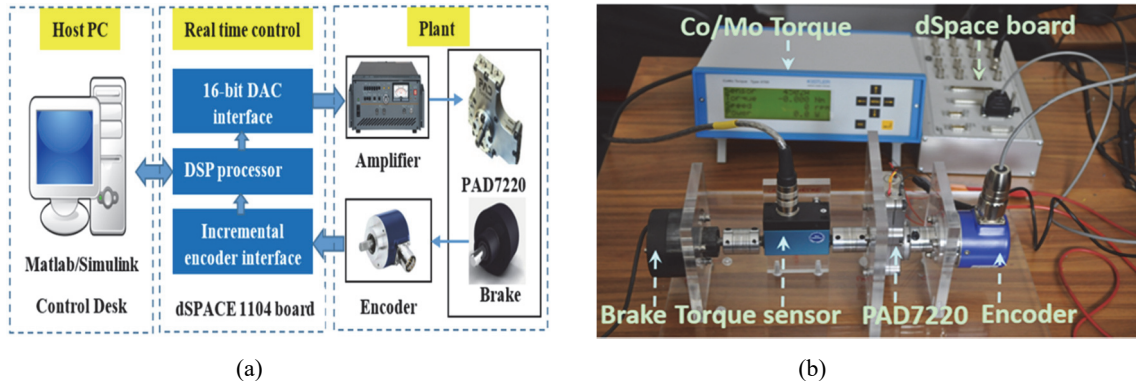 Host PC
Real time control
Plant
16-bit DAC
interface
DSP processor
Incremental
encoder interface
Matlab/Simulink
Control Desk
dSPACE 1104 board
Amplifier
PAD7220
Encoder
Brake
(a)
Co/Mo Torque
dSpace board
Brake
Torque sensor
PAD7220
Encoder
(b)